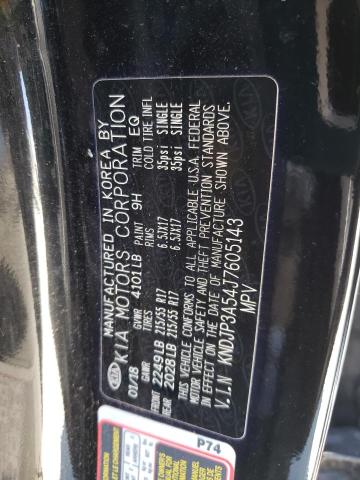 MANUFACTURED IN KOREA BY
KIA MOTORS CORPORATION
01/18 GVWR 4101LB PAINT 9H TRIM EQ
GAWR RIMS COLD TIRE INFL
FRONT 2249LB 215/55 R17 6.5JX17 35psi SINGLE
REAR 2028LB 215/55 R17 6.5JX17 35psi SINGLE
THIS VEHICLE CONFORMS TO ALL APPLICABLE U.S.A. FEDERAL
MOTOR VEHICLE SAFETY AND THEFT PREVENTION STANDARDS
IN EFFECT ON THE DATE OF MANUFACTURE SHOWN ABOVE.
V.I.N KNDJP3A54J7605143
MPV
P74